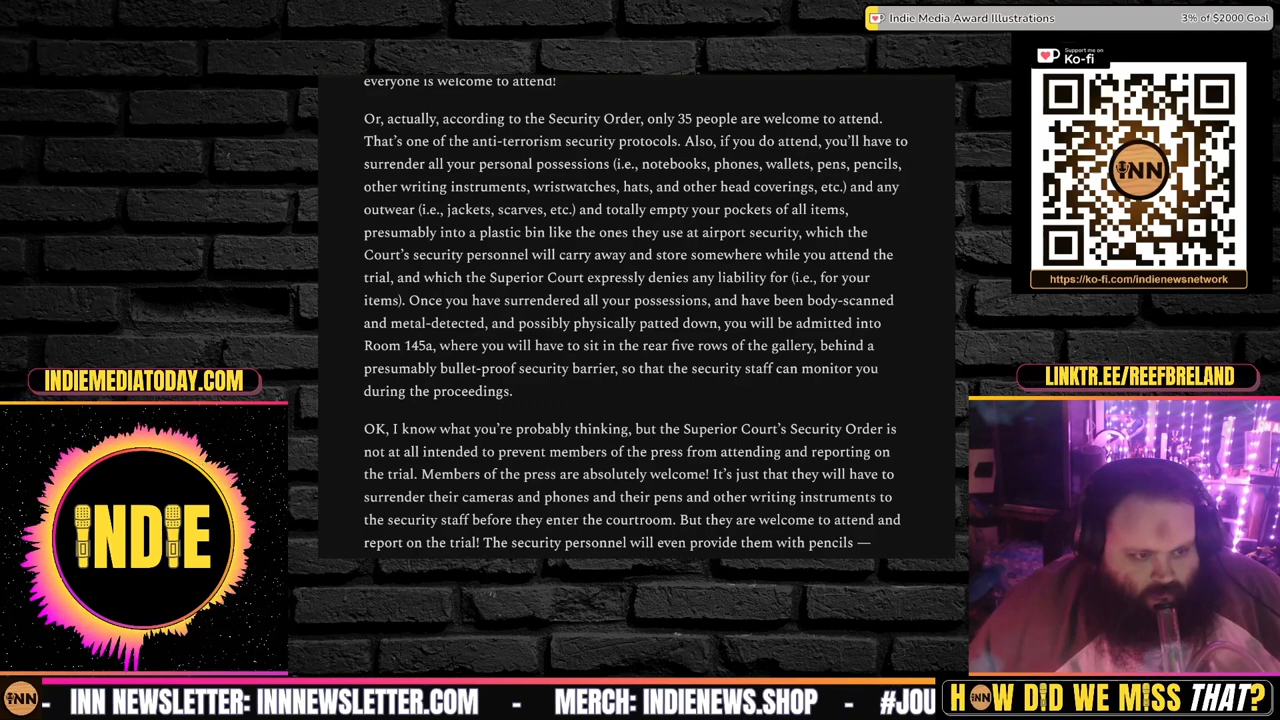 Indie Media Award Illustrations
3% of $2000 Goal
Support me on
Ko-fi
iNN
https://ko-fi.com/indienewsnetwork
everyone is welcome to attend!
Or, actually, according to the Security Order, only 35 people are welcome to attend.
That’s one of the anti-terrorism security protocols. Also, if you do attend, you’ll have to
surrender all your personal possessions (i.e., notebooks, phones, wallets, pens, pencils,
other writing instruments, wristwatches, hats, and other head coverings, etc.) and any
outwear (i.e., jackets, scarves, etc.) and totally empty your pockets of all items,
presumably into a plastic bin like the ones they use at airport security, which the
Court’s security personnel will carry away and store somewhere while you attend the
trial, and which the Superior Court expressly denies any liability for (i.e., for your
items). Once you have surrendered all your possessions, and have been body-scanned
and metal-detected, and possibly physically patted down, you will be admitted into
Room 145a, where you will have to sit in the rear five rows of the gallery, behind a
presumably bullet-proof security barrier, so that the security staff can monitor you
during the proceedings.
OK, I know what you’re probably thinking, but the Superior Court’s Security Order is
not at all intended to prevent members of the press from attending and reporting on
the trial. Members of the press are absolutely welcome! It’s just that they will have to
surrender their cameras and phones and their pens and other writing instruments to
the security staff before they enter the courtroom. But they are welcome to attend and
report on the trial! The security personnel will even provide them with pencils —
INDIEMEDIATODAY.COM
LINKTR.EE/REEFBRELAND
INDIE
iNN
- INN NEWSLETTER: INNNEWSLETTER.COM - MERCH: INDIENEWS.SHOP - #JOU
HOW DID WE MISS THAT?